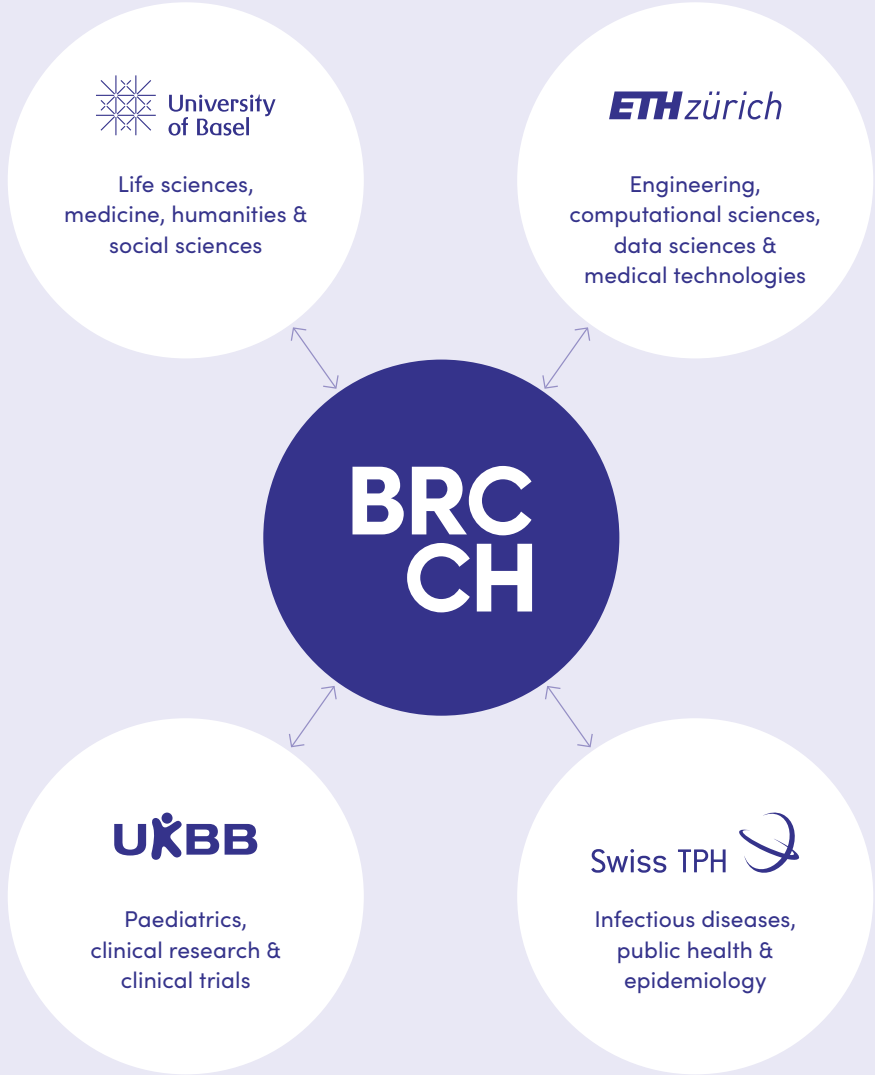 University
of Basel
Life sciences,
medicine, humanities &
social sciences
ETH zürich
Engineering,
computational sciences,
data sciences &
medical technologies
BRC
CH
UKBB
Paediatrics,
clinical research &
clinical trials
Swiss TPH
Infectious diseases,
public health &
epidemiology